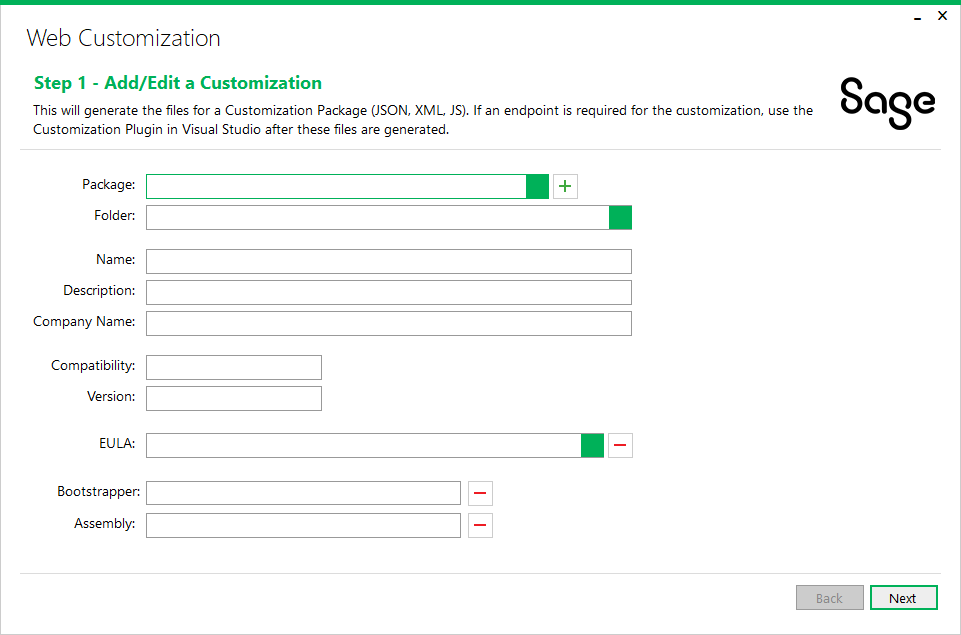 Web Customization
Step 1 - Add/Edit a Customization
This will generate the files for a Customization Package (JSON, XML, JS). If an endpoint is required for the customization, use the
Customization Plugin in Visual Studio after these files are generated.
Sage
Package:
Folder:
Name:
Description:
Company Name:
Compatibility:
Version:
EULA:
Bootstrapper:
Assembly:
Back
Next